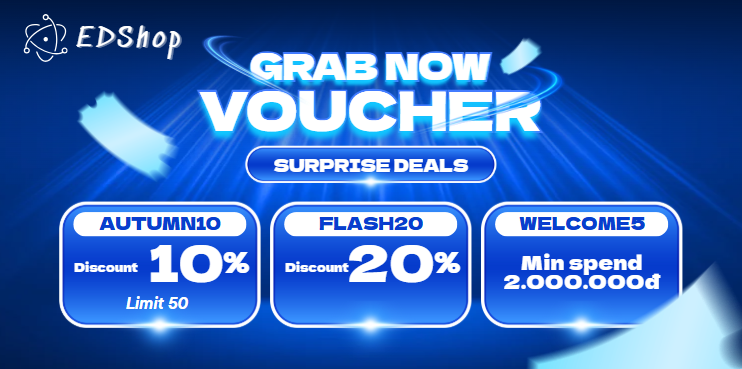 EDShop
GRAB NOW
VOUCHER
SURPRISE DEALS
AUTUMN10
Discount 10%
Limit 50
FLASH20
Discount 20%
WELCOME5
Min spend
2.000.000đ